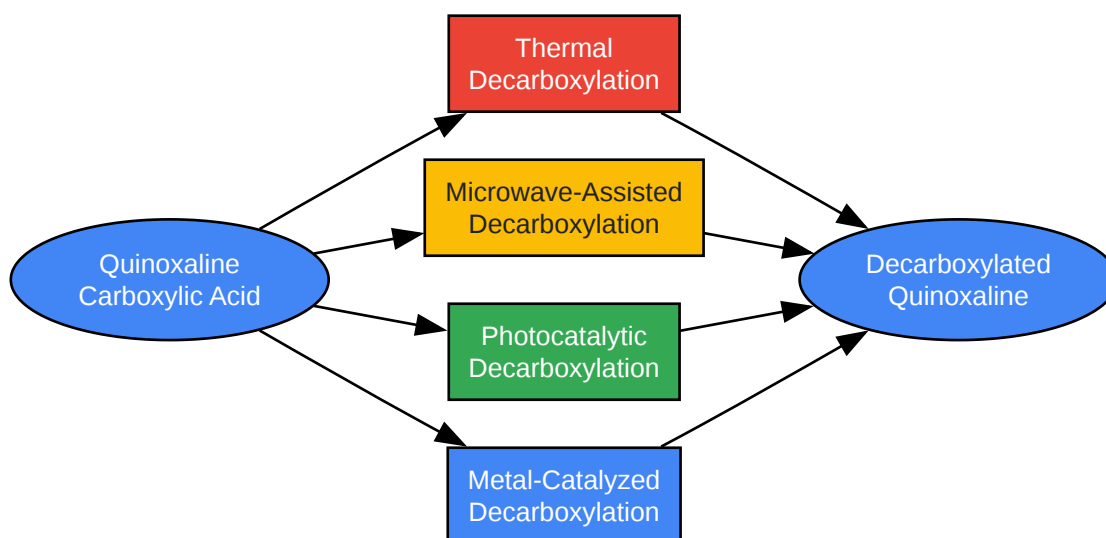 Thermal
Decarboxylation
Microwave-Assisted
Decarboxylation
Quinoxaline
Carboxylic Acid
Decarboxylated
Quinoxaline
Photocatalytic
Decarboxylation
Metal-Catalyzed
Decarboxylation